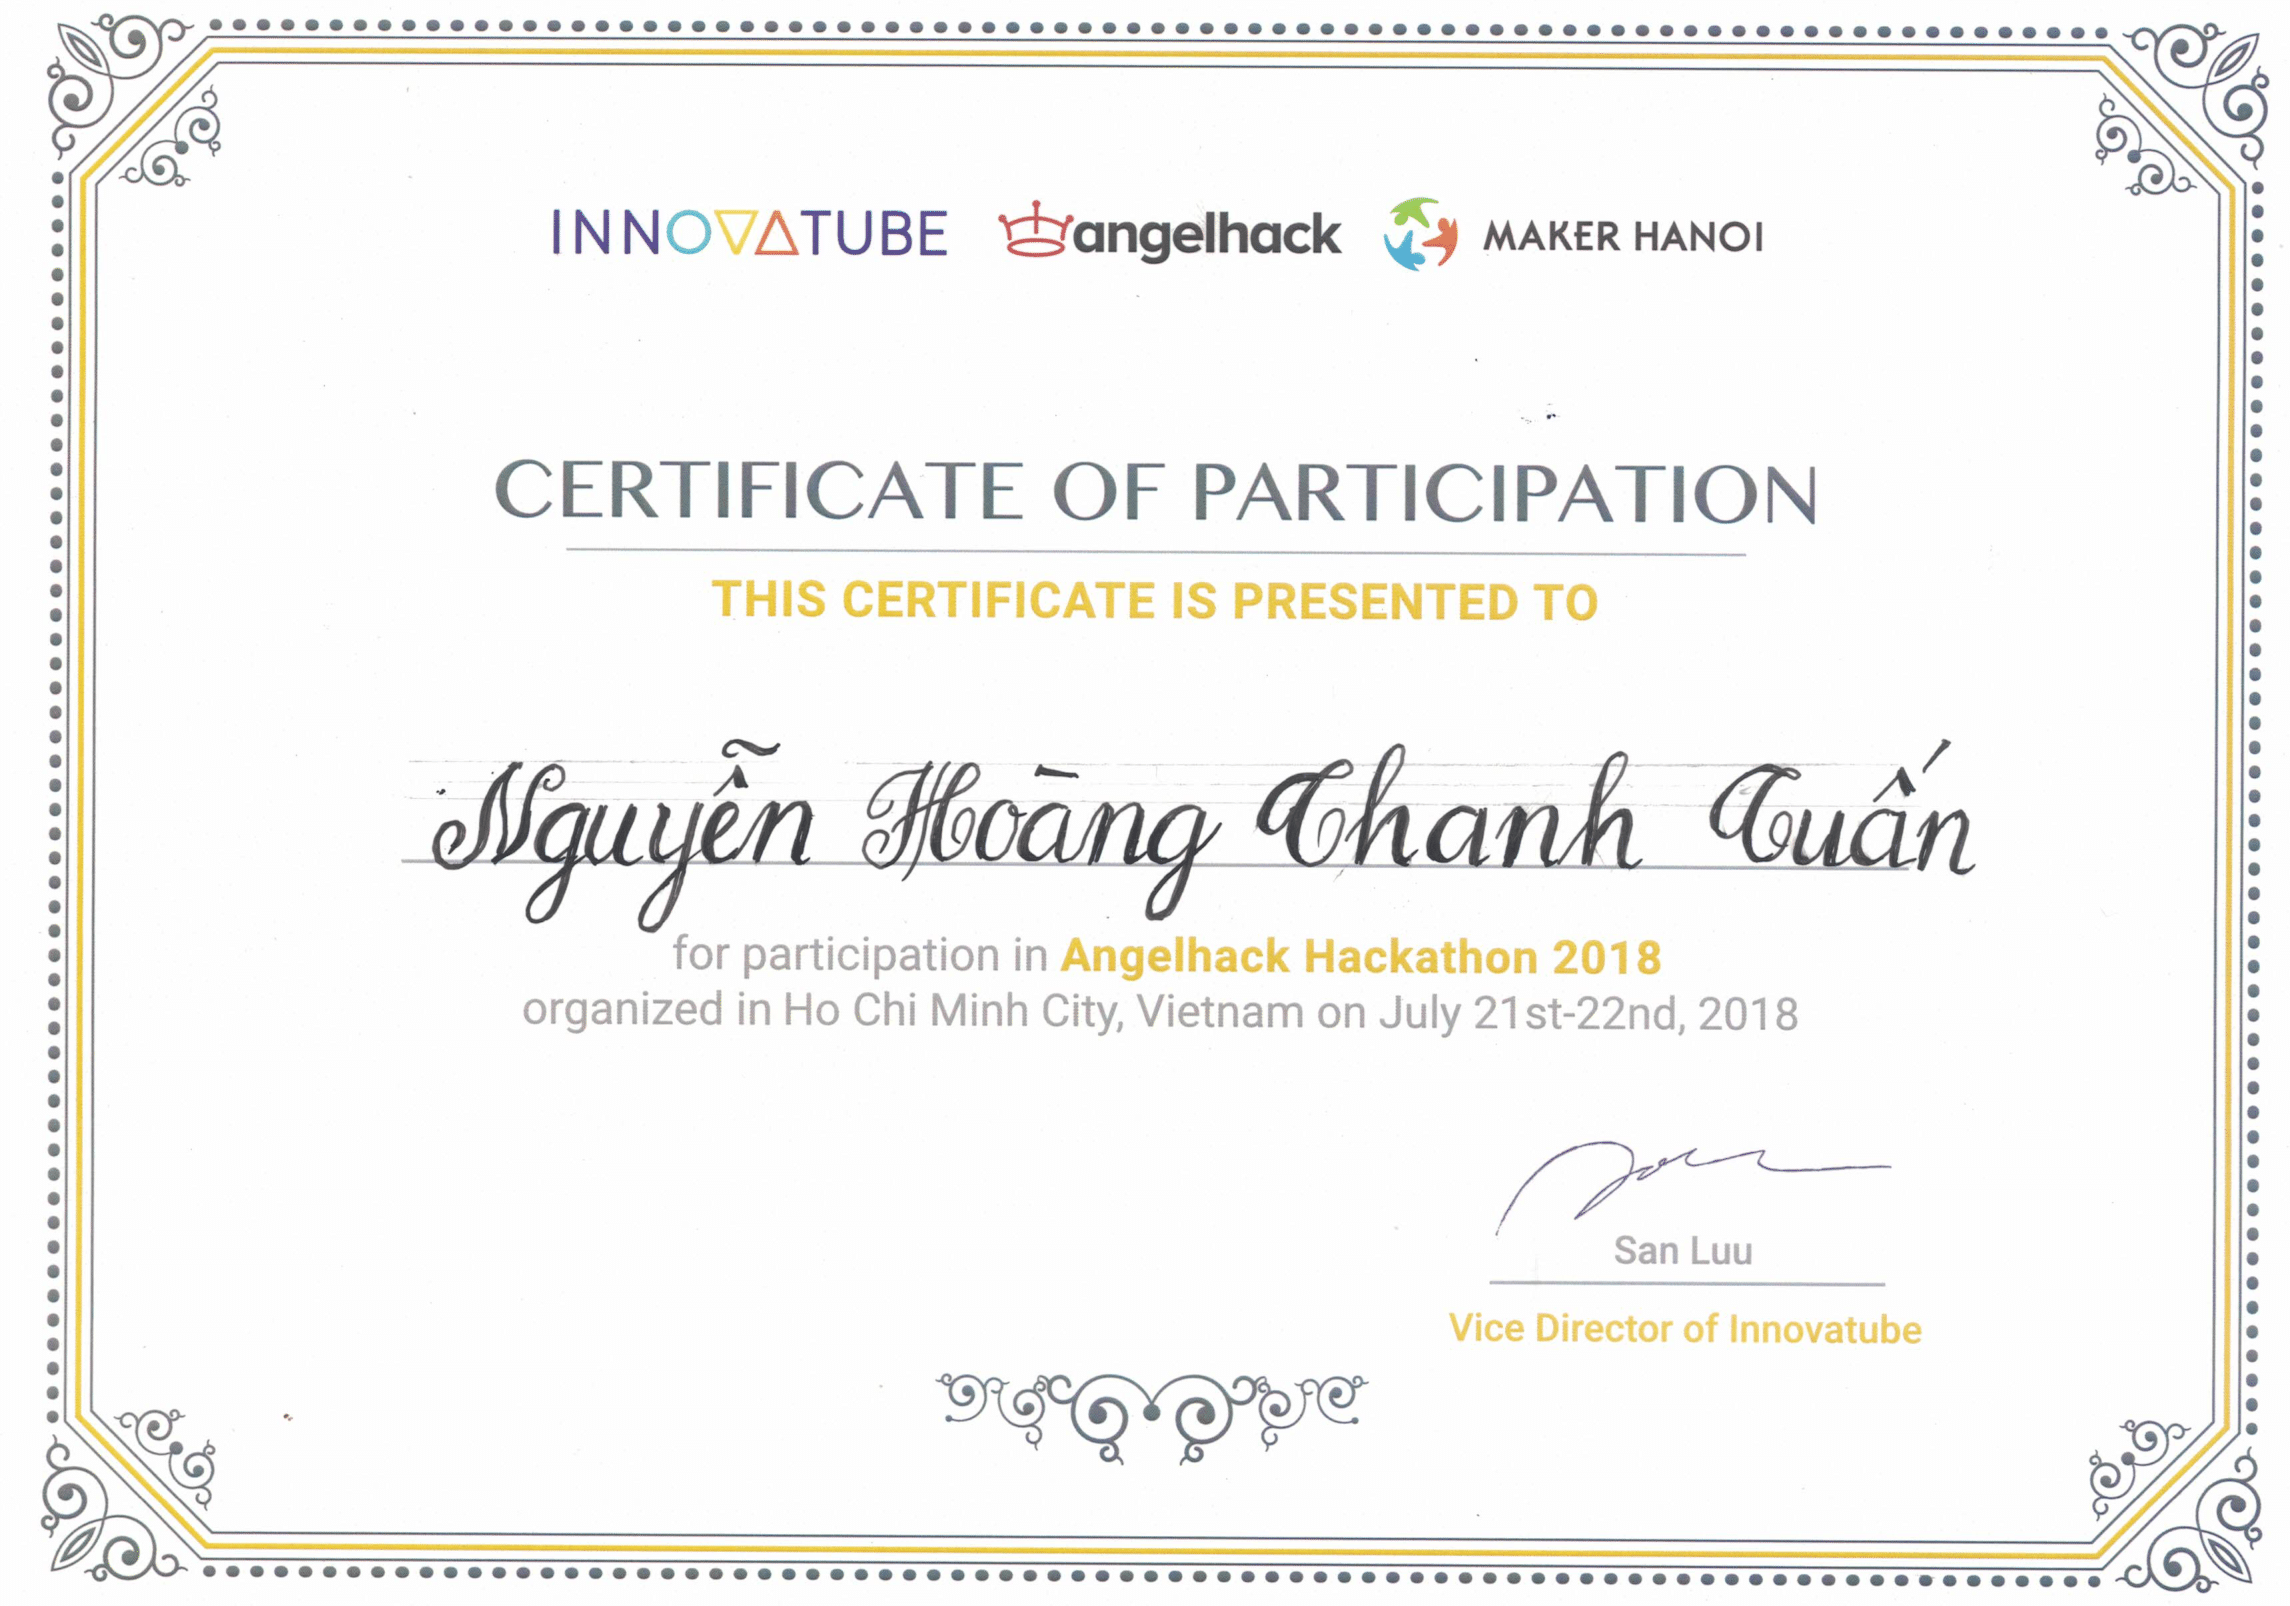 INNOVATUBE angelhack MAKER HANOI
CERTIFICATE OF PARTICIPATION
THIS CERTIFICATE IS PRESENTED TO
Nguyễn Hoàng Thanh Tuấn
for participation in Angelhack Hackathon 2018
organized in Ho Chi Minh City, Vietnam on July 21st-22nd, 2018
San Luu
Vice Director of Innovatube